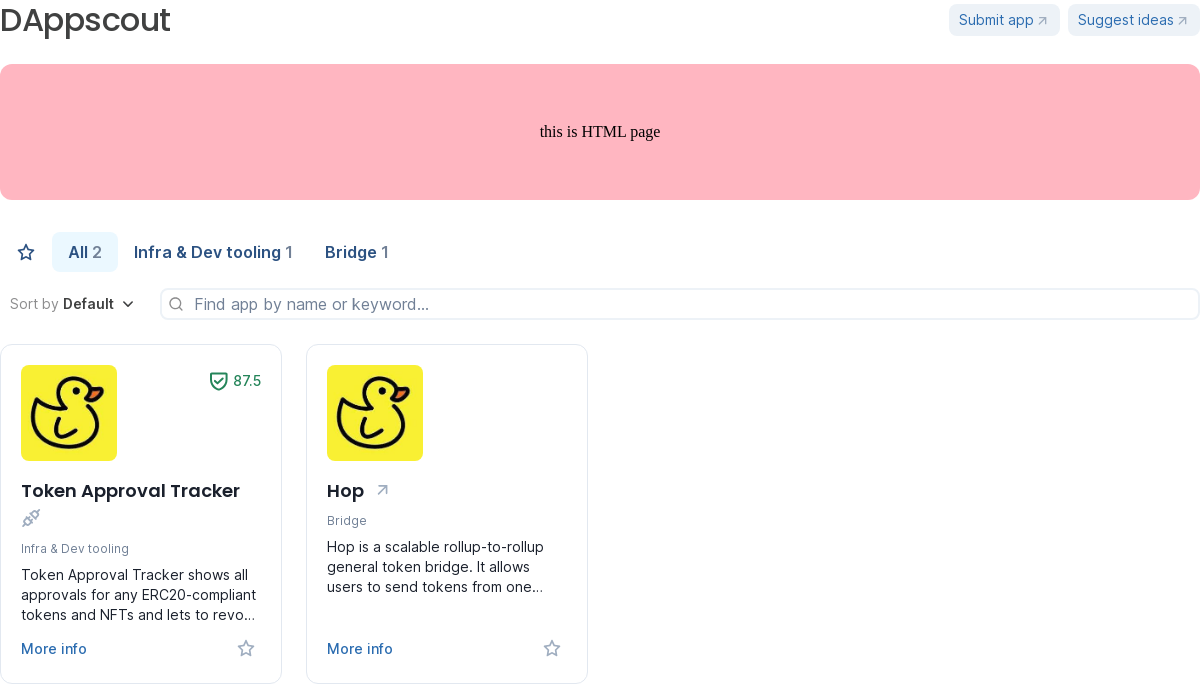 DAppscout
Submit app
Suggest ideas
this is HTML page
All 2
Infra & Dev tooling 1
Bridge 1
Sort by Default
Find app by name or keyword...
87.5
Token Approval Tracker
Infra & Dev tooling
Token Approval Tracker shows all
approvals for any ERC20-compliant
tokens and NFTs and lets to revo…
More info
Hop
Bridge
Hop is a scalable rollup-to-rollup
general token bridge. It allows
users to send tokens from one…
More info